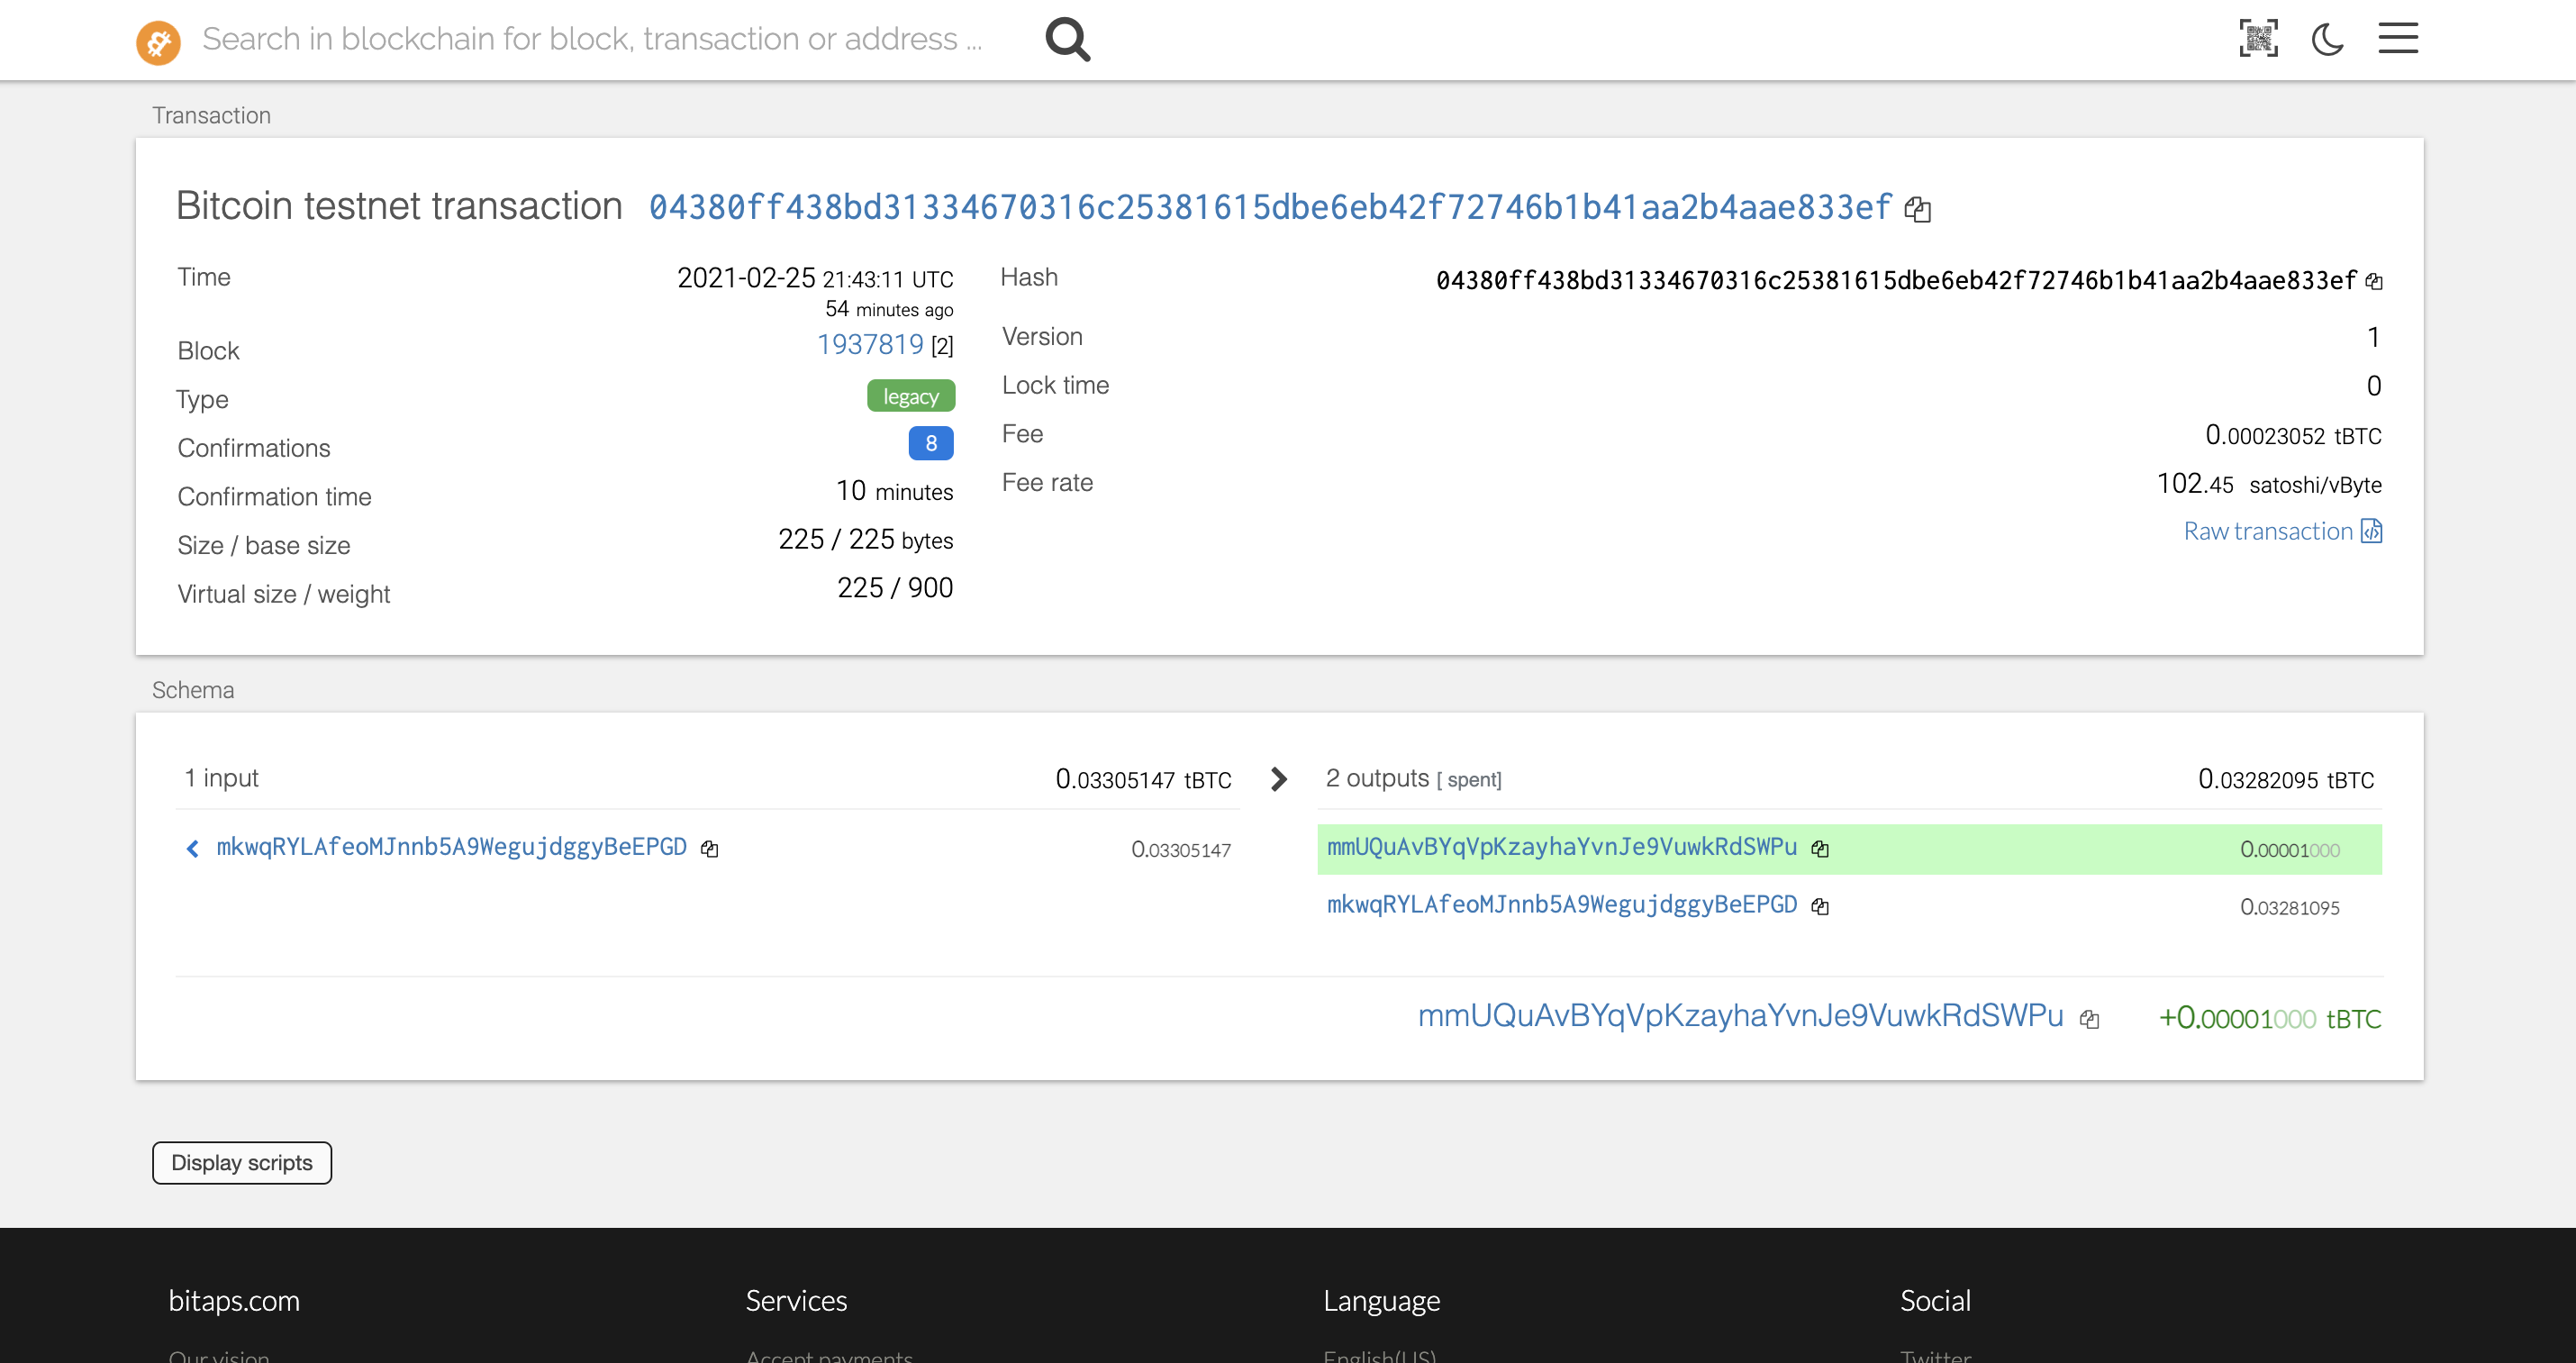 Search in blockchain for block, transaction or address ...
Transaction
Bitcoin testnet transaction 04380ff438bd31334670316c25381615dbe6eb42f72746b1b41aa2b4aae833ef
Time 2021-02-25 21:43:11 UTC
54 minutes ago
Block 1937819 [2]
Type legacy
Confirmations 8
Confirmation time 10 minutes
Size / base size 225 / 225 bytes
Virtual size / weight 225 / 900
Hash 04380ff438bd31334670316c25381615dbe6eb42f72746b1b41aa2b4aae833ef
Version 1
Lock time 0
Fee 0.00023052 tBTC
Fee rate 102.45 satoshi/vByte
Raw transaction
Schema
1 input 0.03305147 tBTC
mkwqRYLAfeoMJnnb5A9WegujdggyBeEPGD 0.03305147
2 outputs [ spent] 0.03282095 tBTC
mmUQuAvBYqVpKzayhaYvnJe9VuwkRdSWPu 0.00001000
mkwqRYLAfeoMJnnb5A9WegujdggyBeEPGD 0.03281095
mmUQuAvBYqVpKzayhaYvnJe9VuwkRdSWPu +0.00001000 tBTC
Display scripts
bitaps.com Services Language Social
Our vision Accept payments English(US) Twitter